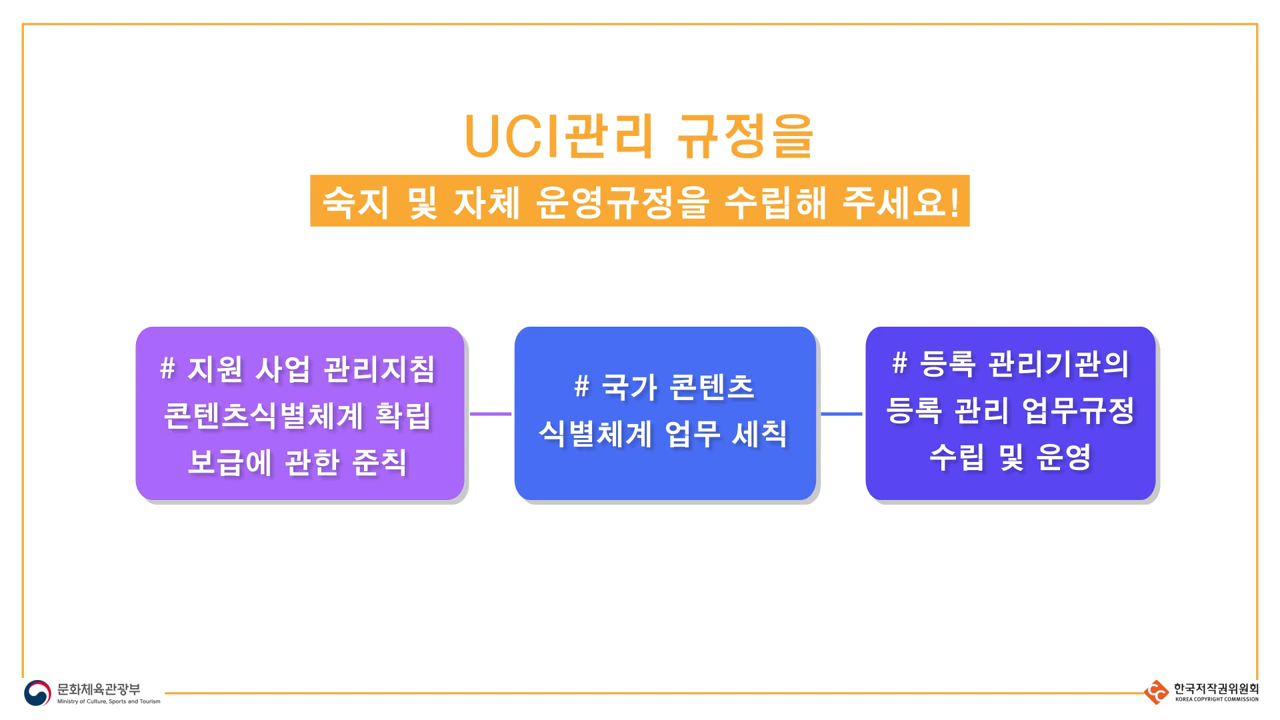 UCI관리 규정을
숙지 및 자체 운영규정을 수립해 주세요!
# 지원 사업 관리지침
콘텐츠식별체계 확립
보급에 관한 준칙
# 국가 콘텐츠
식별체계 업무 세칙
# 등록 관리기관의
등록 관리 업무규정
수립 및 운영
문화체육관광부
Ministry of Culture, Sports and Tourism
한국저작권위원회
KOREA COPYRIGHT COMMISSION